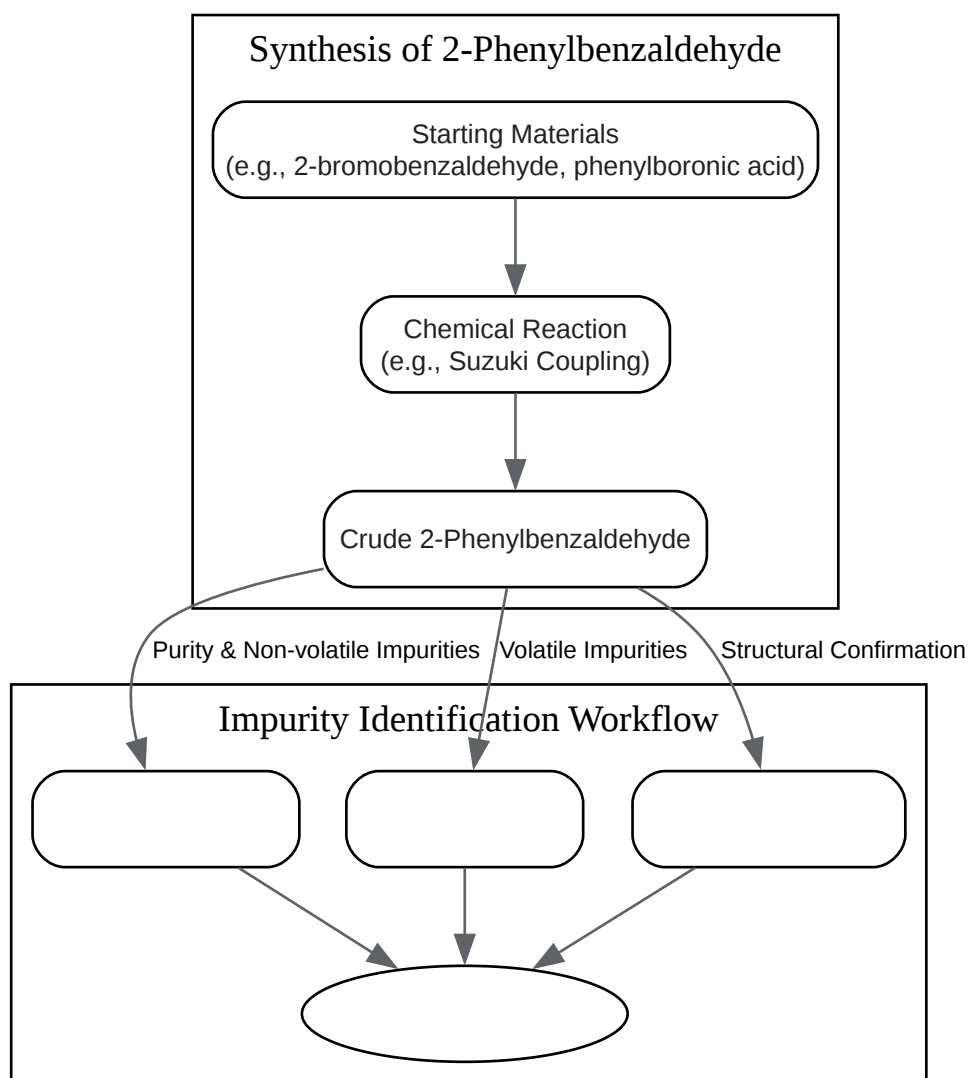 Synthesis of 2-Phenylbenzaldehyde
Starting Materials
(e.g., 2-bromobenzaldehyde, phenylboronic acid)
Chemical Reaction
(e.g., Suzuki Coupling)
Crude 2-Phenylbenzaldehyde
Purity & Non-volatile Impurities
Volatile Impurities
Structural Confirmation
Impurity Identification Workflow